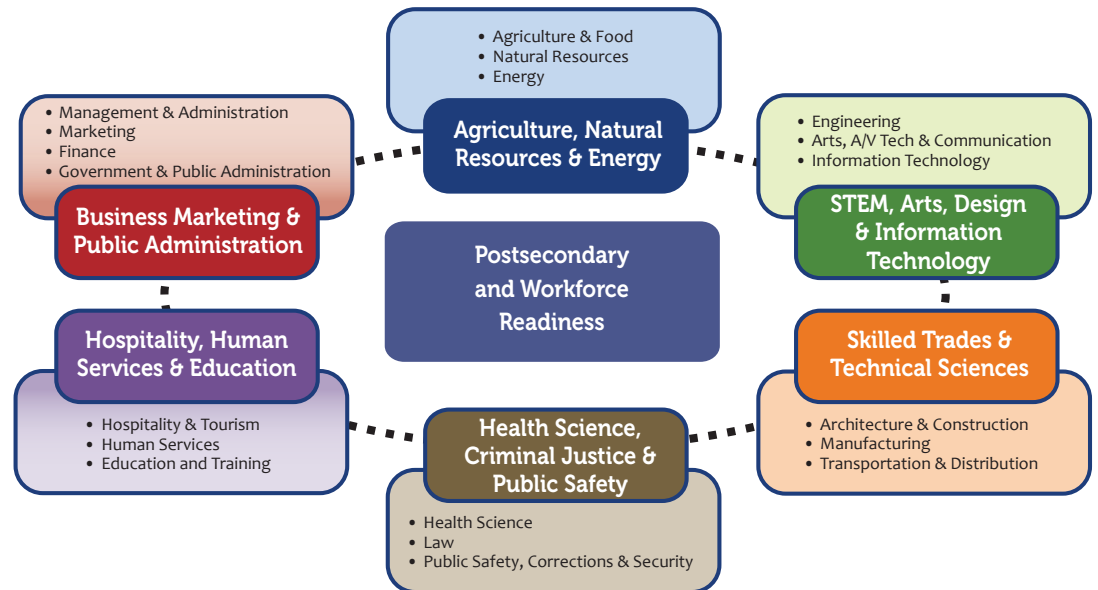 • Agriculture & Food
• Natural Resources
• Energy
Agriculture, Natural
Resources & Energy
• Management & Administration
• Marketing
• Finance
• Government & Public Administration
Business Marketing &
Public Administration
• Engineering
• Arts, A/V Tech & Communication
• Information Technology
STEM, Arts, Design
& Information
Technology
Postsecondary
and Workforce
Readiness
Hospitality, Human
Services & Education
• Hospitality & Tourism
• Human Services
• Education and Training
Skilled Trades &
Technical Sciences
• Architecture & Construction
• Manufacturing
• Transportation & Distribution
Health Science,
Criminal Justice &
Public Safety
• Health Science
• Law
• Public Safety, Corrections & Security